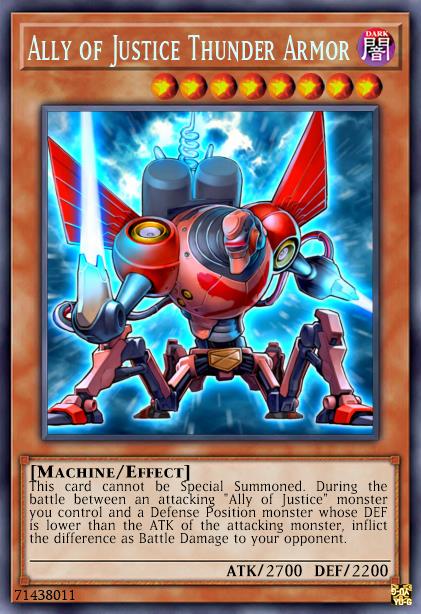 ALLY OF JUSTICE THUNDER ARMOR
DARK
闇
[MACHINE/EFFECT]
This card cannot be Special Summoned. During the
battle between an attacking "Ally of Justice" monster
you control and a Defense Position monster whose DEF
is lower than the ATK of the attacking monster, inflict
the difference as Battle Damage to your opponent.
ATK/2700 DEF/2200
71438011